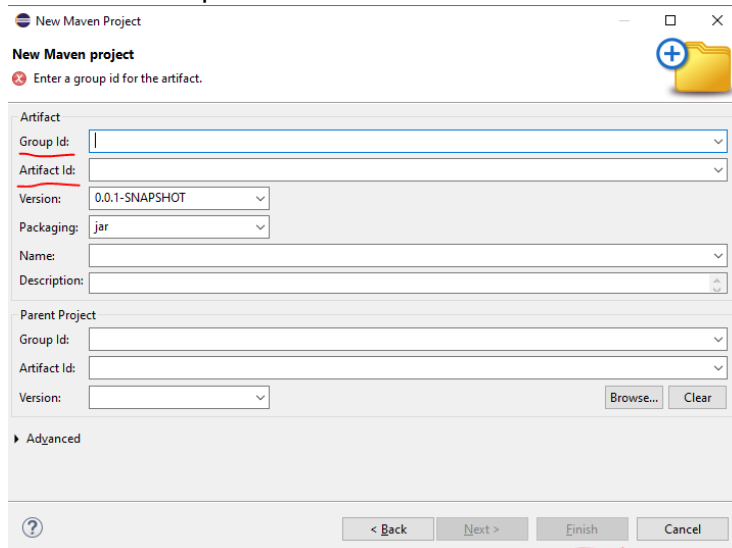 New Maven Project
New Maven project
Enter a group id for the artifact.
Artifact
Group Id:
Artifact Id:
Version: 0.0.1-SNAPSHOT
Packaging: jar
Name:
Description:
Parent Project
Group Id:
Artifact Id:
Version: Browse... Clear
Advanced
? < Back Next > Finish Cancel